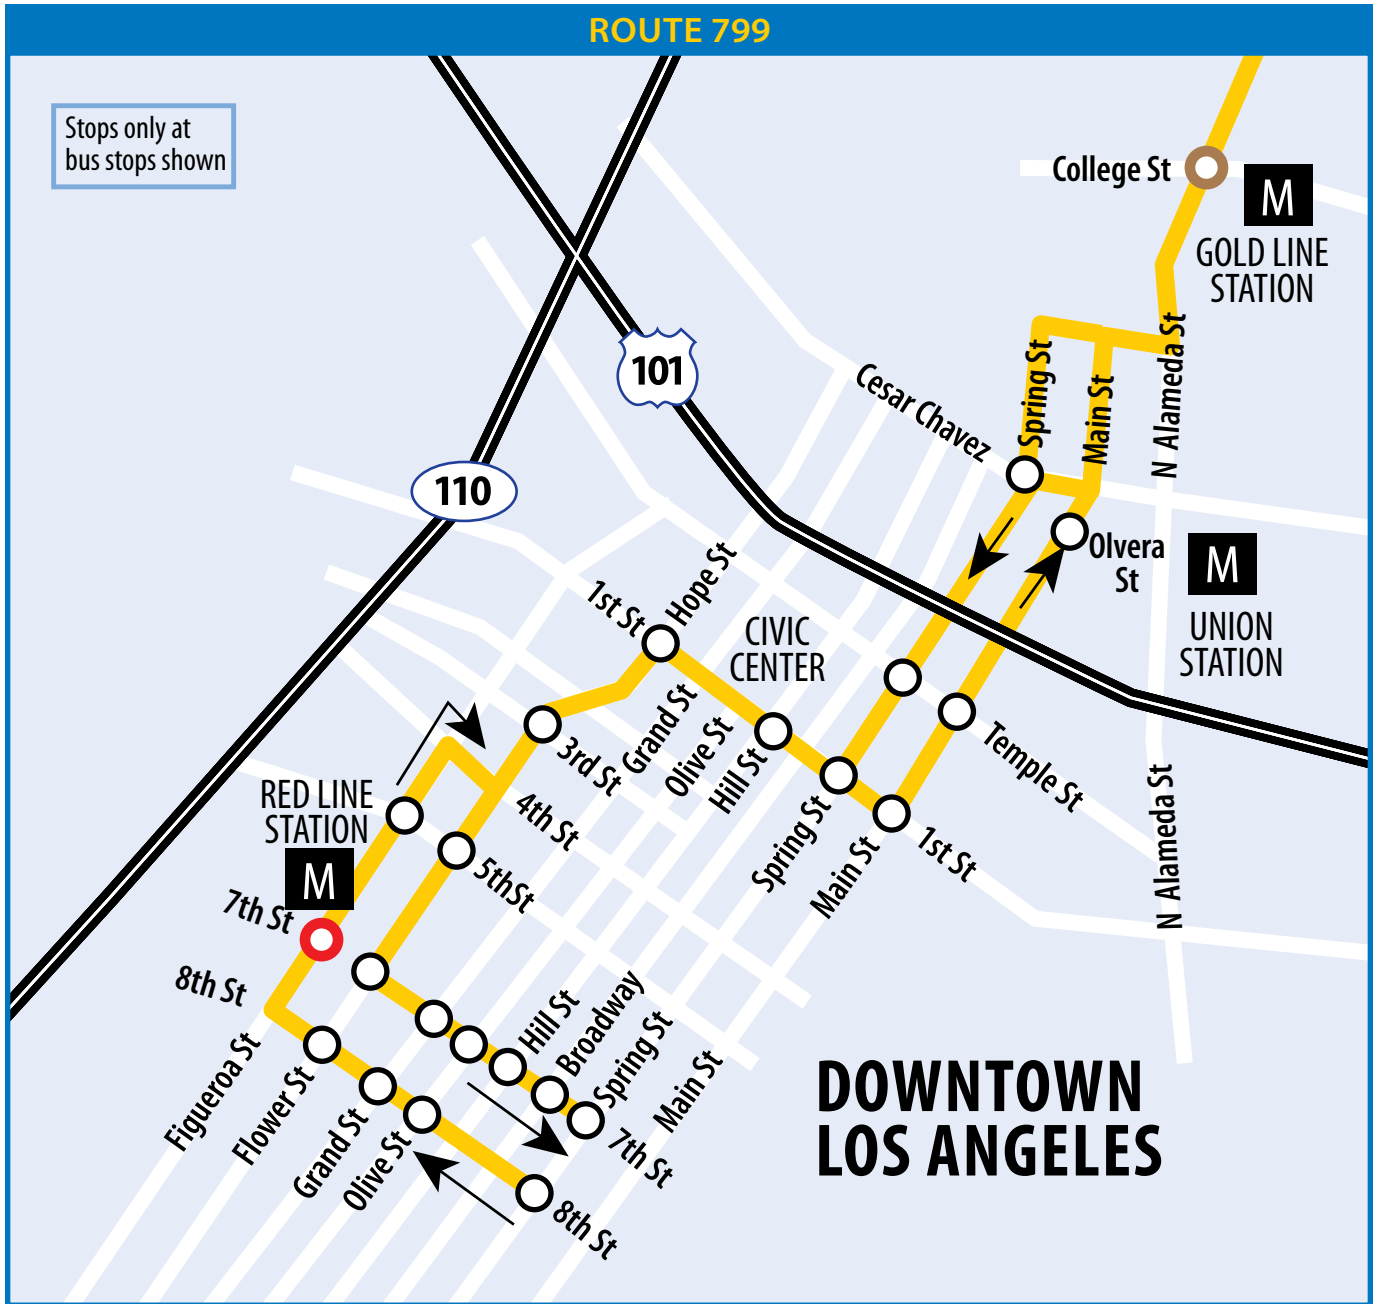 ROUTE 799
Stops only at
bus stops shown
College St
M
GOLD LINE
STATION
N Alameda St
Spring St
Main St
101
Cesar Chavez
110
Olvera
St
M
UNION
STATION
Hope St
1st St
CIVIC
CENTER
Grand St
Olive St
Hill St
3rd St
Temple St
N Alameda St
RED LINE
STATION
M
4th St
Spring St
Main St
1st St
5thSt
7th St
8th St
Hill St
Broadway
Spring St
Main St
Figueroa St
Flower St
Grand St
Olive St
7th St
8th St
DOWNTOWN
LOS ANGELES